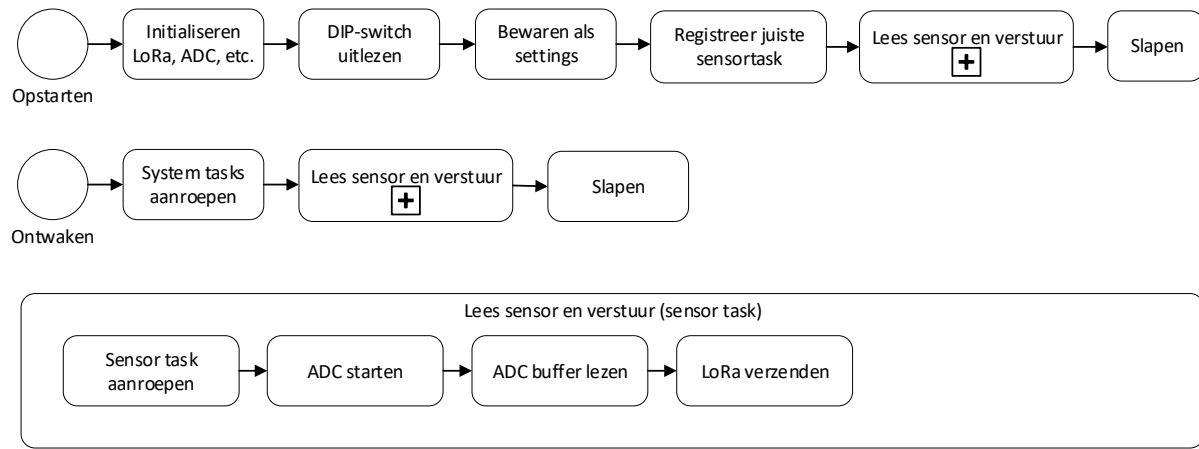 Initialiseren
LoRa, ADC, etc.
DIP-switch
uitlezen
Bewaren als
settings
Registreer juiste
sensortask
Lees sensor en verstuur
Slapen
Opstarten
System tasks
aanroepen
Lees sensor en verstuur
Slapen
Ontwaken
Lees sensor en verstuur (sensor task)
Sensor task
aanroepen
ADC starten
ADC buffer lezen
LoRa verzenden